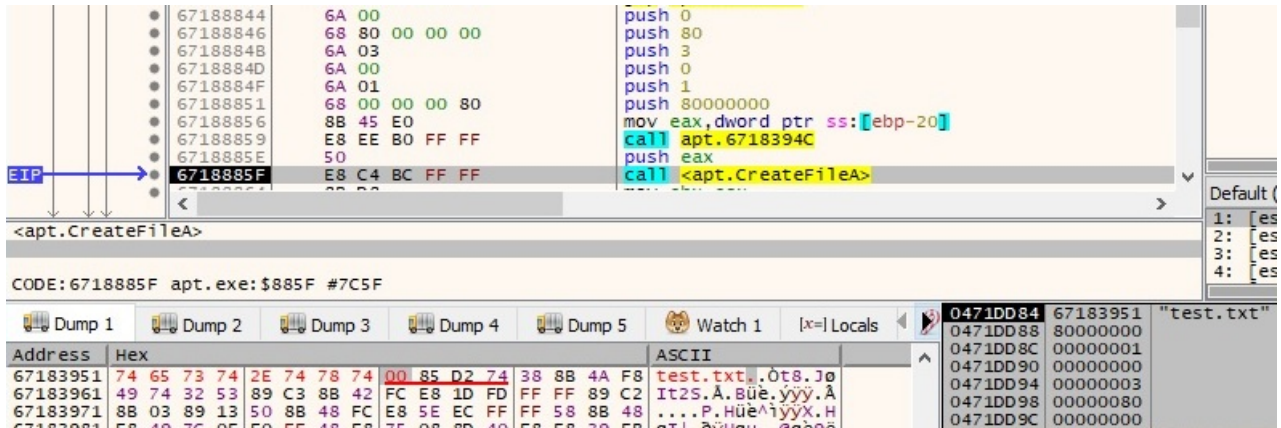 67188844 6A 00 push 0
67188846 68 80 00 00 00 push 80
6718884B 6A 03 push 3
6718884D 6A 00 push 0
6718884F 6A 01 push 1
67188851 68 00 00 00 80 push 80000000
67188856 8B 45 E0 mov eax,dword ptr ss:[ebp-20]
67188859 E8 EE B0 FF FF call apt.6718394C
6718885E 50 push eax
EIP 6718885F E8 C4 BC FF FF call <apt.CreateFileA>
Default (
<apt.CreateFileA>
1: [es
2: [es
3: [es
4: [es
CODE:6718885F apt.exe:$885F #7C5F
Dump 1 Dump 2 Dump 3 Dump 4 Dump 5 Watch 1 [x=] Locals
Address Hex ASCII
67183951 74 65 73 74 2E 74 78 74 00 85 D2 74 38 8B 4A F8 test.txt..Òt8.Jø
67183961 49 74 32 53 89 C3 8B 42 FC E8 1D FD FF FF 89 C2 It2S.Ã.Büè.ýÿÿ.Â
67183971 8B 03 89 13 50 8B 48 FC E8 5E EC FF FF 58 8B 48 ....P.Hüè^ìÿÿX.H
0471DD84 67183951 "test.txt"
0471DD88 80000000
0471DD8C 00000001
0471DD90 00000000
0471DD94 00000003
0471DD98 00000080
0471DD9C 00000000